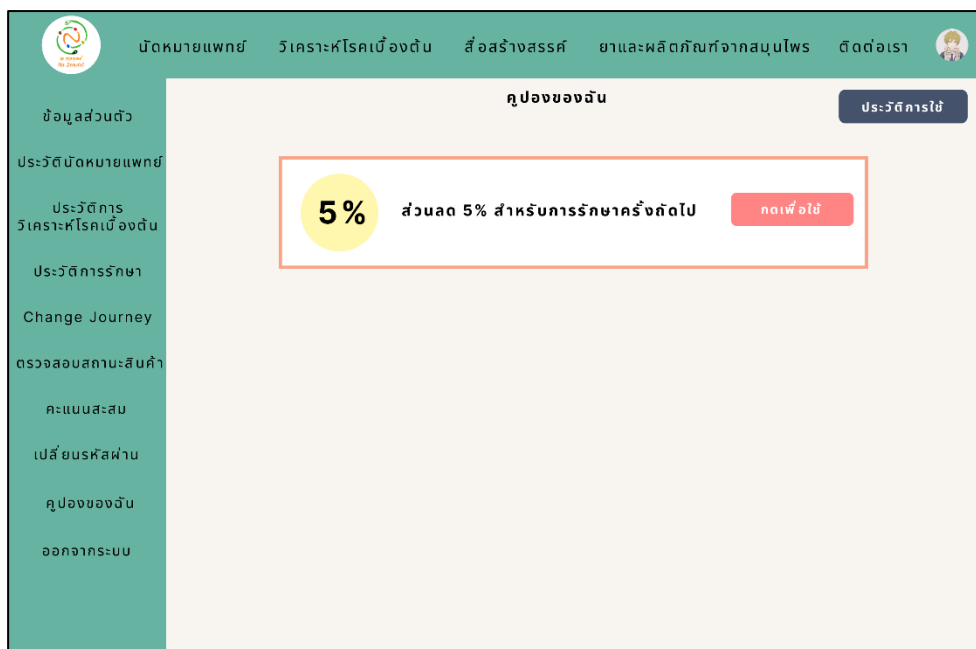 นัดหมายแพทย์
วิเคราะห์โรคเบื้องต้น
สื่อสร้างสรรค์
ยาและผลิตภัณฑ์จากสมุนไพร
ติดต่อเรา
ข้อมูลส่วนตัว
ประวัตินัดหมายแพทย์
ประวัติการ
วิเคราะห์โรคเบื้องต้น
ประวัติการรักษา
Change Journey
ตรวจสอบสถานะสินค้า
คะแนนสะสม
เปลี่ยนรหัสผ่าน
คูปองของฉัน
ออกจากระบบ
คูปองของฉัน
ประวัติการใช้
5%
ส่วนลด 5% สำหรับการรักษาครั้งถัดไป
กดเพื่อใช้